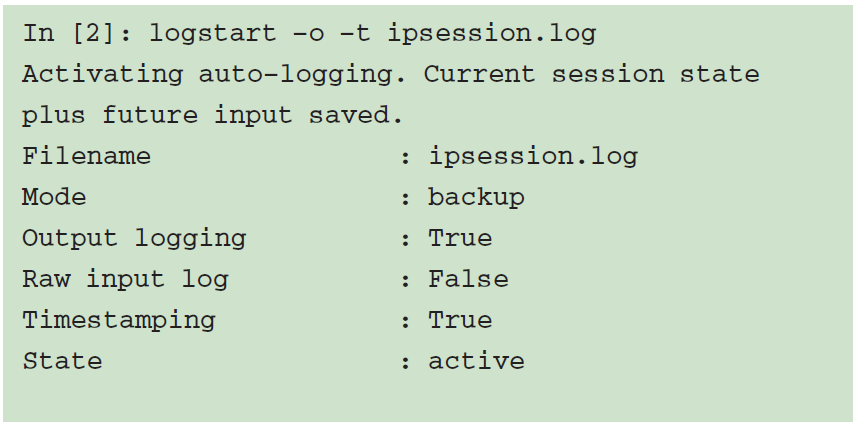 In [2]: logstart -o -t ipsession.log
Activating auto-logging. Current session state
plus future input saved.
Filename : ipsession.log
Mode : backup
Output logging : True
Raw input log : False
Timestamping : True
State : active